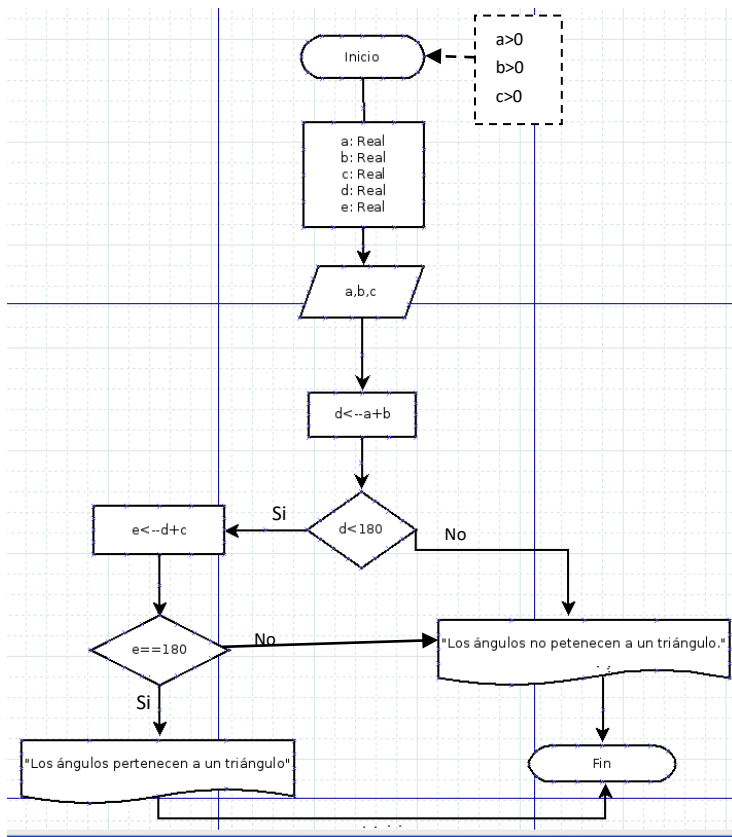 Inicio
a>0
b>0
c>0
a: Real
b: Real
c: Real
d: Real
e: Real
a,b,c
d<--a+b
d<180
Si
No
e<--d+c
e==180
No
Si
"Los ángulos no petenecen a un triángulo."
"Los ángulos pertenecen a un triángulo"
Fin